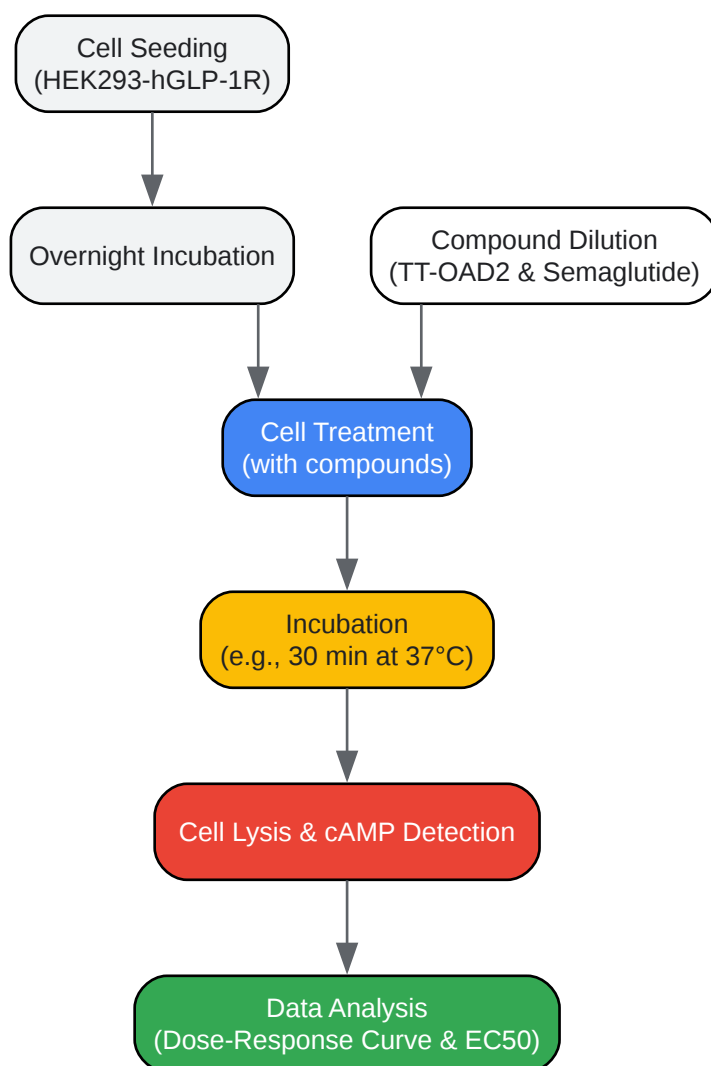 Cell Seeding
(HEK293-hGLP-1R)
Overnight Incubation
Compound Dilution
(TT-OAD2 & Semaglutide)
Cell Treatment
(with compounds)
Incubation
(e.g., 30 min at 37°C)
Cell Lysis & cAMP Detection
Data Analysis
(Dose-Response Curve & EC50)